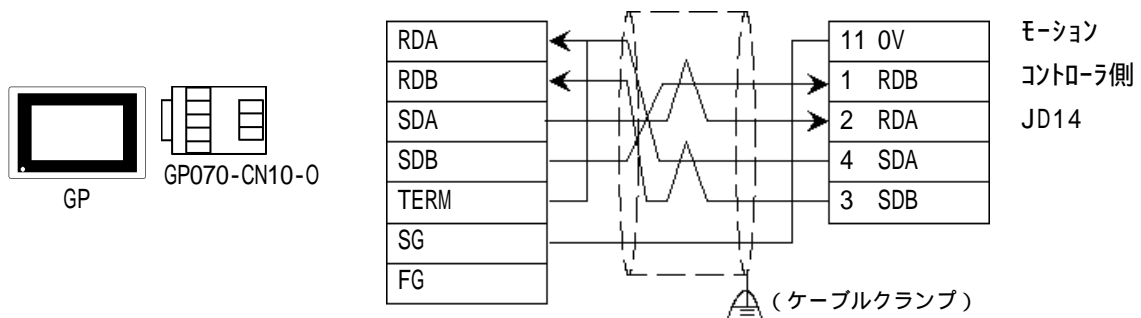 GP
GP070-CN10-0
RDA
RDB
SDA
SDB
TERM
SG
FG
11 0V
1 RDB
2 RDA
4 SDA
3 SDB
(ケーブルクランプ)
モーション
コントローラ側
JD14